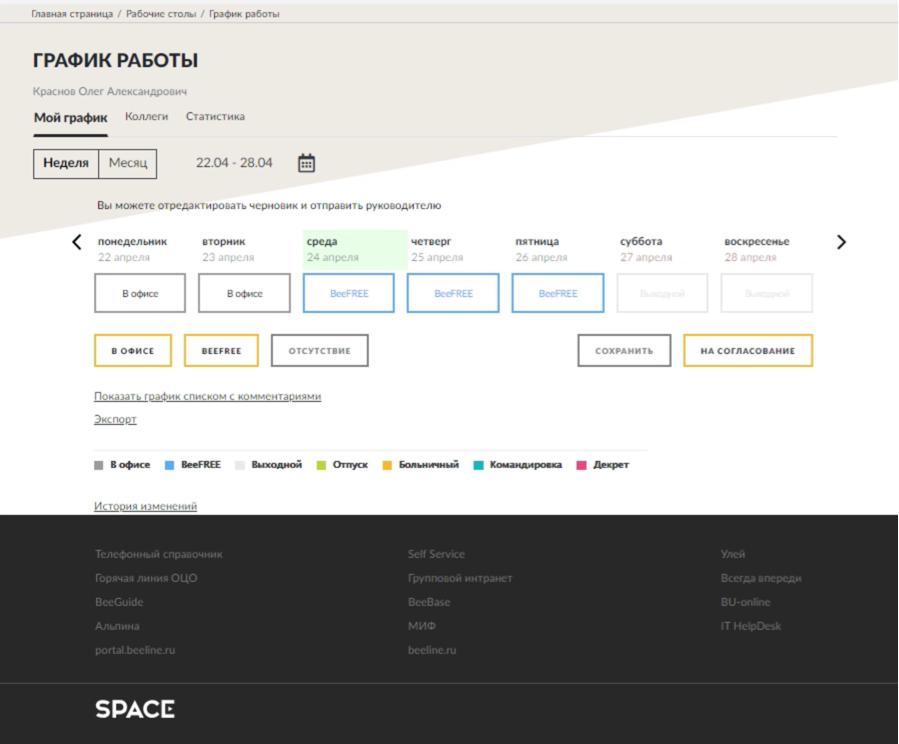 Главная страница / Рабочие столы / График работы
ГРАФИК РАБОТЫ
Краснов Олег Александрович
Мой график Коллеги Статистика
Неделя Месяц 22.04 - 28.04
Вы можете отредактировать черновик и отправить руководителю
понедельник вторник среда четверг пятница суббота воскресенье
22 апреля 23 апреля 24 апреля 25 апреля 26 апреля 27 апреля 28 апреля
В офисе В офисе BeeFREE BeeFREE BeeFREE Выходной Выходной
В ОФИСЕ BEEFREE ОТСУТСТВИЕ СОХРАНИТЬ НА СОГЛАСОВАНИЕ
Показать график списком с комментариями
Экспорт
В офисе BeeFREE Выходной Отпуск Больничный Командировка Декрет
История изменений
Телефонный справочник Self Service Улей
Горячая линия ОЦО Групповой интранет Всегда впереди
BeeGuide BeeBase BU-online
Альпина МИФ IT HelpDesk
portal.beeline.ru beeline.ru
SPACE